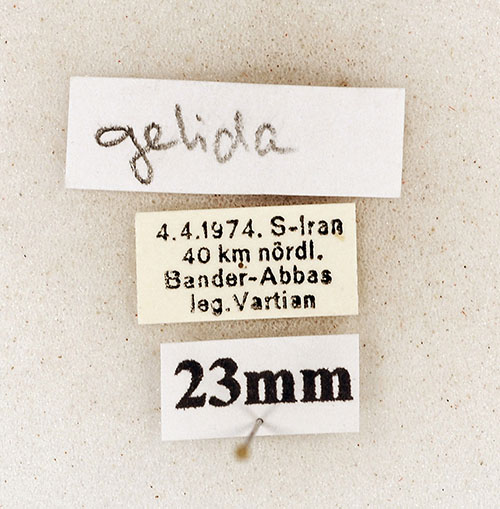 gelida
4.4.1974. S-Iran
40 km nördl.
Bander-Abbas
leg. Vartian
23mm